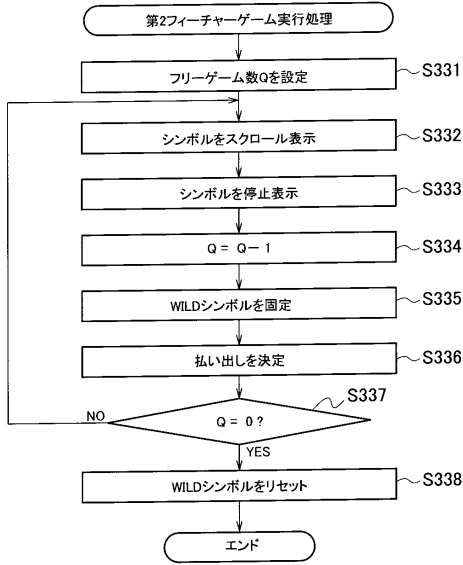 第2フィーチャーゲーム実行処理
フリーゲーム数Qを設定
S331
シンボルをスクロール表示
S332
シンボルを停止表示
S333
Q = Q－1
S334
WILDシンボルを固定
S335
払い出しを決定
S336
S337
Q = 0?
NO
YES
WILDシンボルをリセット
S338
エンド